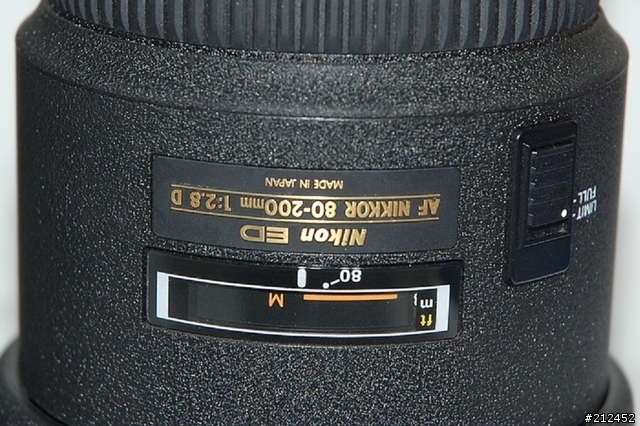 ft
m
M
80
Nikon ED
AF NIKKOR 80-200mm 1:2.8 D
MADE IN JAPAN
LIMIT
FULL
#212452